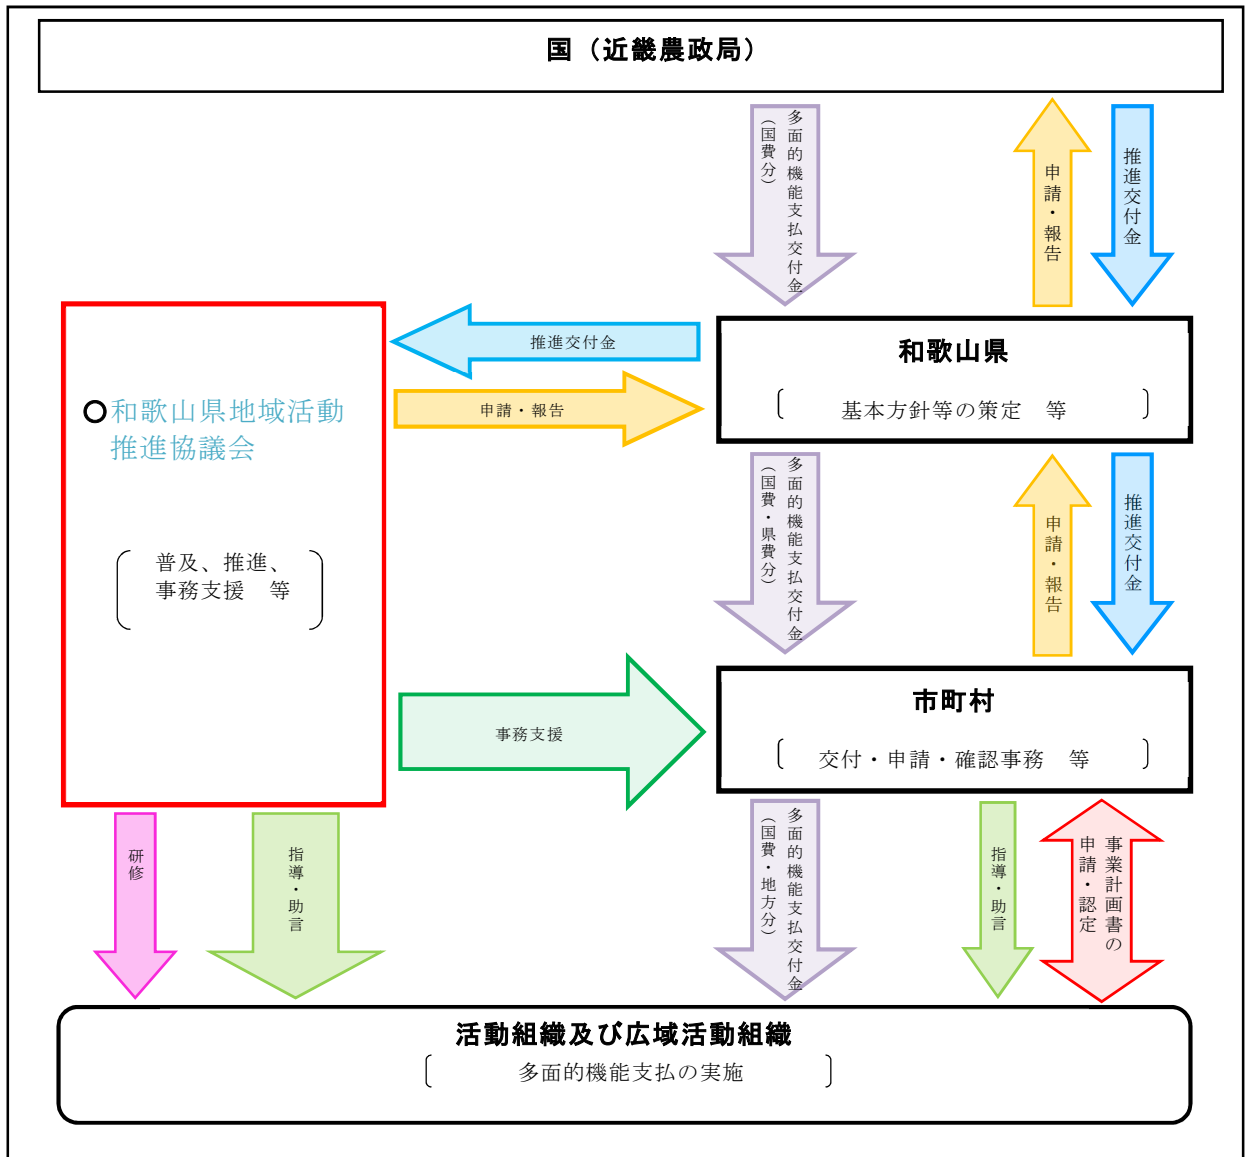 国（近畿農政局）
多面的機能支払交付金
（国費分）
申請・報告
推進交付金
推進交付金
申請・報告
和歌山県
〔 基本方針等の策定　等 〕
○和歌山県地域活動
推進協議会
〔 普及、推進、
事務支援　等 〕
多面的機能支払交付金
（国費・県費分）
申請・報告
推進交付金
事務支援
市町村
〔 交付・申請・確認事務　等 〕
研修
指導・助言
多面的機能支払交付金
（国費・地方分）
指導・助言
事業計画書の
申請・認定
活動組織及び広域活動組織
〔 多面的機能支払の実施 〕